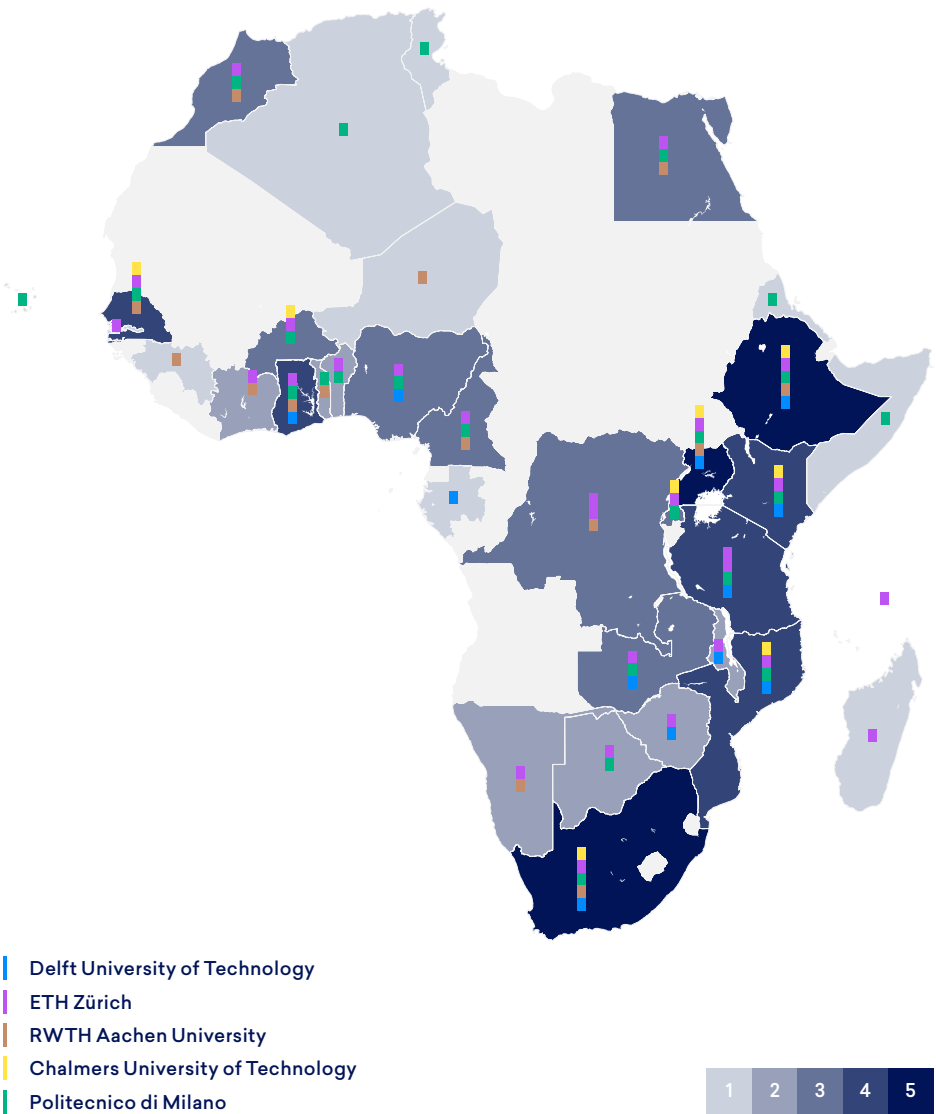 Delft University of Technology
ETH Zürich
RWTH Aachen University
Chalmers University of Technology
Politecnico di Milano
1 2 3 4 5